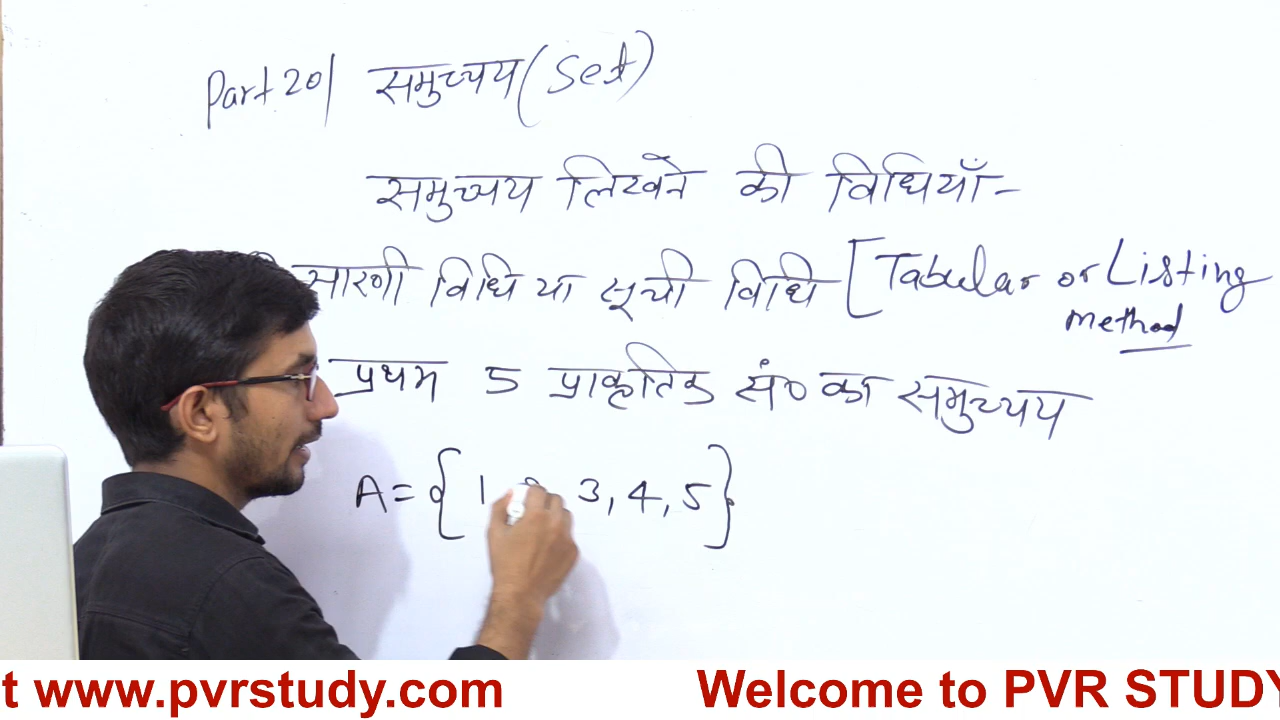 Part 20| समुच्चय (Set)
समुच्चय लिखने की विधियाँ-
सारणी विधि या सूची विधि [Tabular or Listing
method
प्रथम 5 प्राकृतिक सं० का समुच्चय
A = { 1 3, 4, 5 }
t www.pvrstudy.com Welcome to PVR STUDY